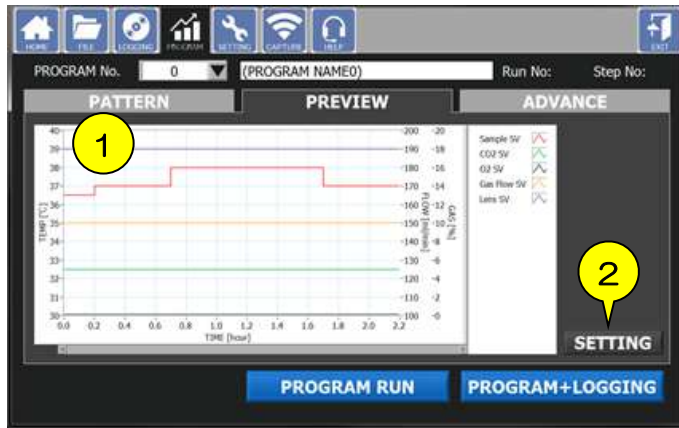 HOME FILE LOGGING PROGRAM SETTING CAPTURE HELP EXIT
PROGRAM No. 0 (PROGRAM NAME0) Run No: Step No:
PATTERN PREVIEW ADVANCE
1
40 39 37 36 35 34 33 32 31 30
TEMP [℃]
200 190 180 170 160 150 140 130 120 110 100
FLOW [ml/min]
20 18 16 14 12 10 8 6 4 2 0
GAS [%]
0.0 0.2 0.4 0.6 0.8 1.0 1.2 1.4 1.6 1.8 2.0 2.2
TIME [hour]
Sample SV
CO2 SV
O2 SV
Gas Flow SV
Lens SV
2
SETTING
PROGRAM RUN PROGRAM+LOGGING